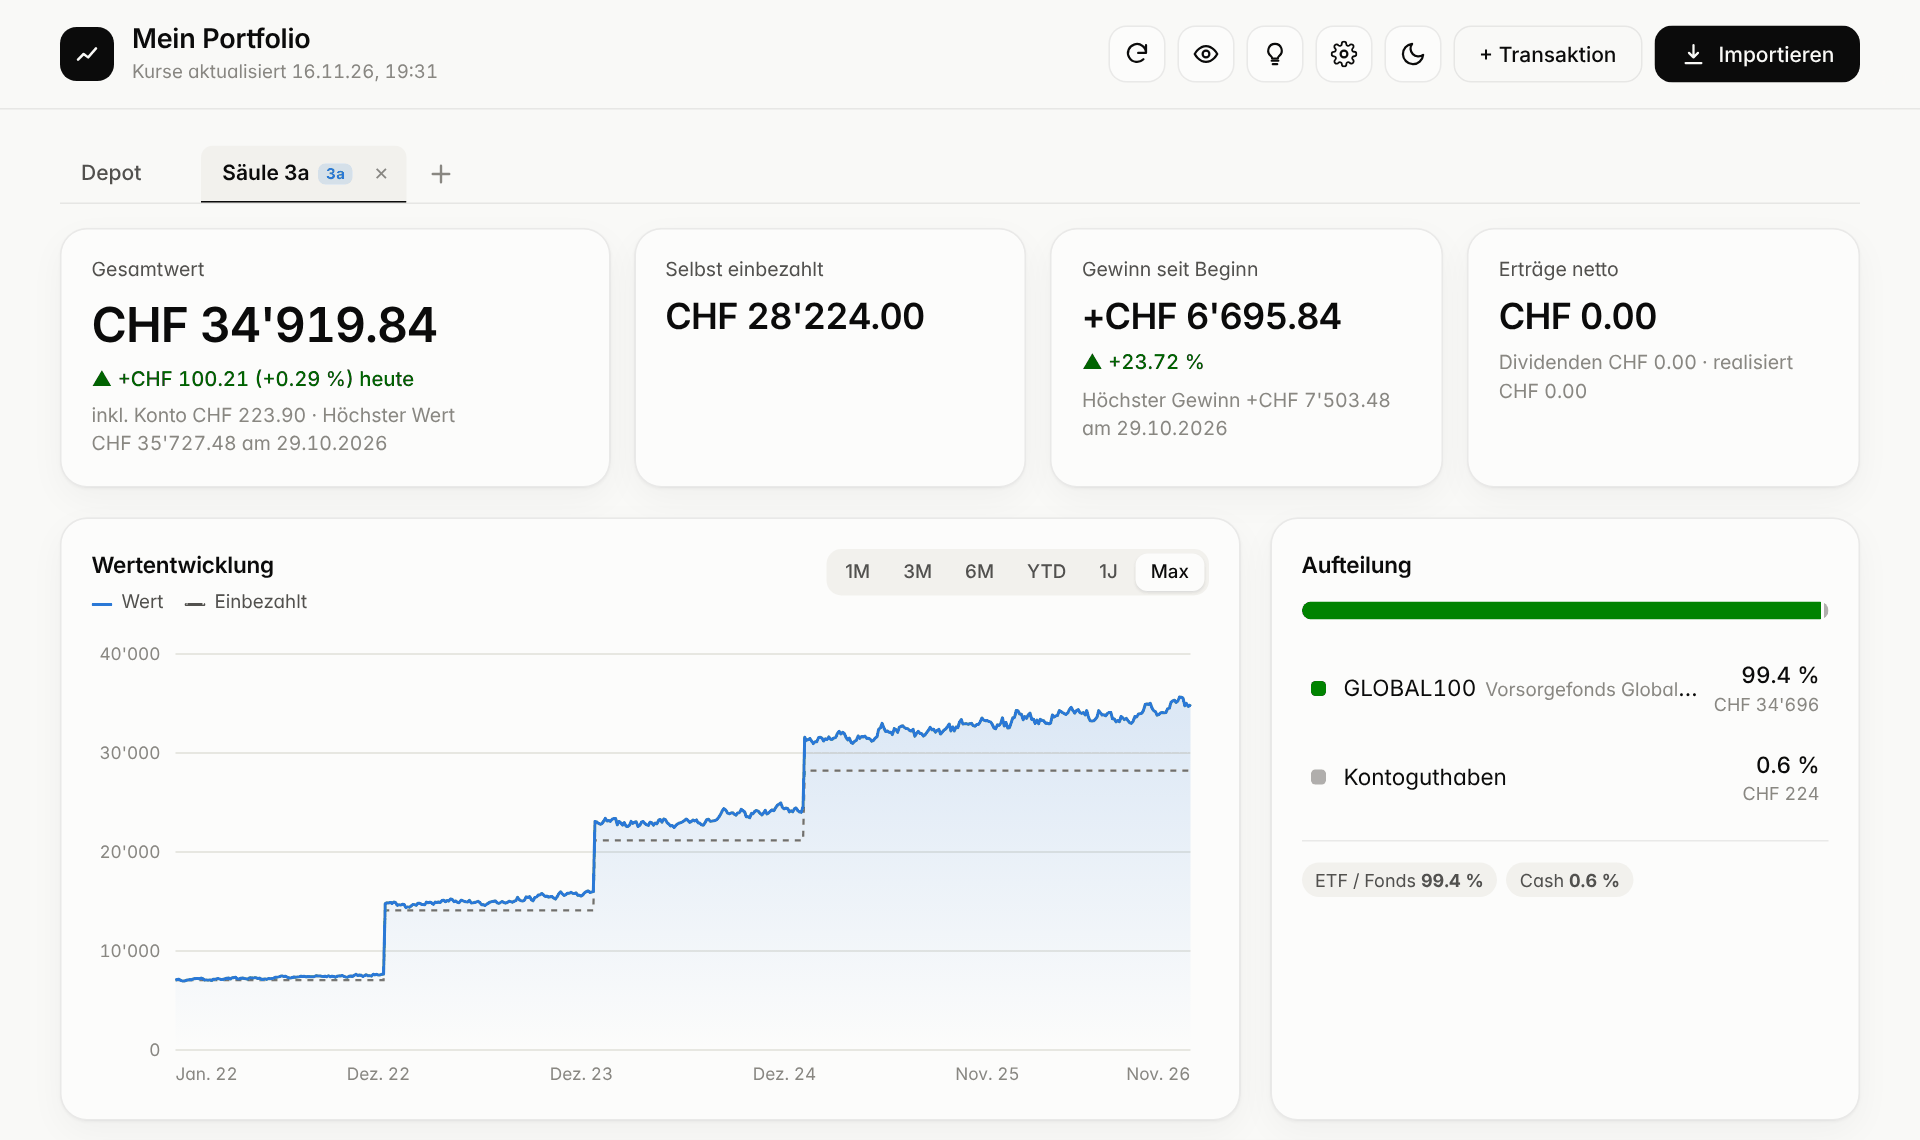 Mein Portfolio
Kurse aktualisiert 16.11.26, 19:31
+ Transaktion
Importieren
Depot
Säule 3a 3a ×
Gesamtwert
CHF 34'919.84
▲ +CHF 100.21 (+0.29 %) heute
inkl. Konto CHF 223.90 · Höchster Wert
CHF 35'727.48 am 29.10.2026
Selbst einbezahlt
CHF 28'224.00
Gewinn seit Beginn
+CHF 6'695.84
▲ +23.72 %
Höchster Gewinn +CHF 7'503.48
am 29.10.2026
Erträge netto
CHF 0.00
Dividenden CHF 0.00 · realisiert
CHF 0.00
Wertentwicklung
Wert Einbezahlt
1M 3M 6M YTD 1J Max
40'000
30'000
20'000
10'000
0
Jan. 22 Dez. 22 Dez. 23 Dez. 24 Nov. 25 Nov. 26
Aufteilung
GLOBAL100 Vorsorgefonds Global... 99.4 %
CHF 34'696
Kontoguthaben 0.6 %
CHF 224
ETF / Fonds 99.4 % Cash 0.6 %